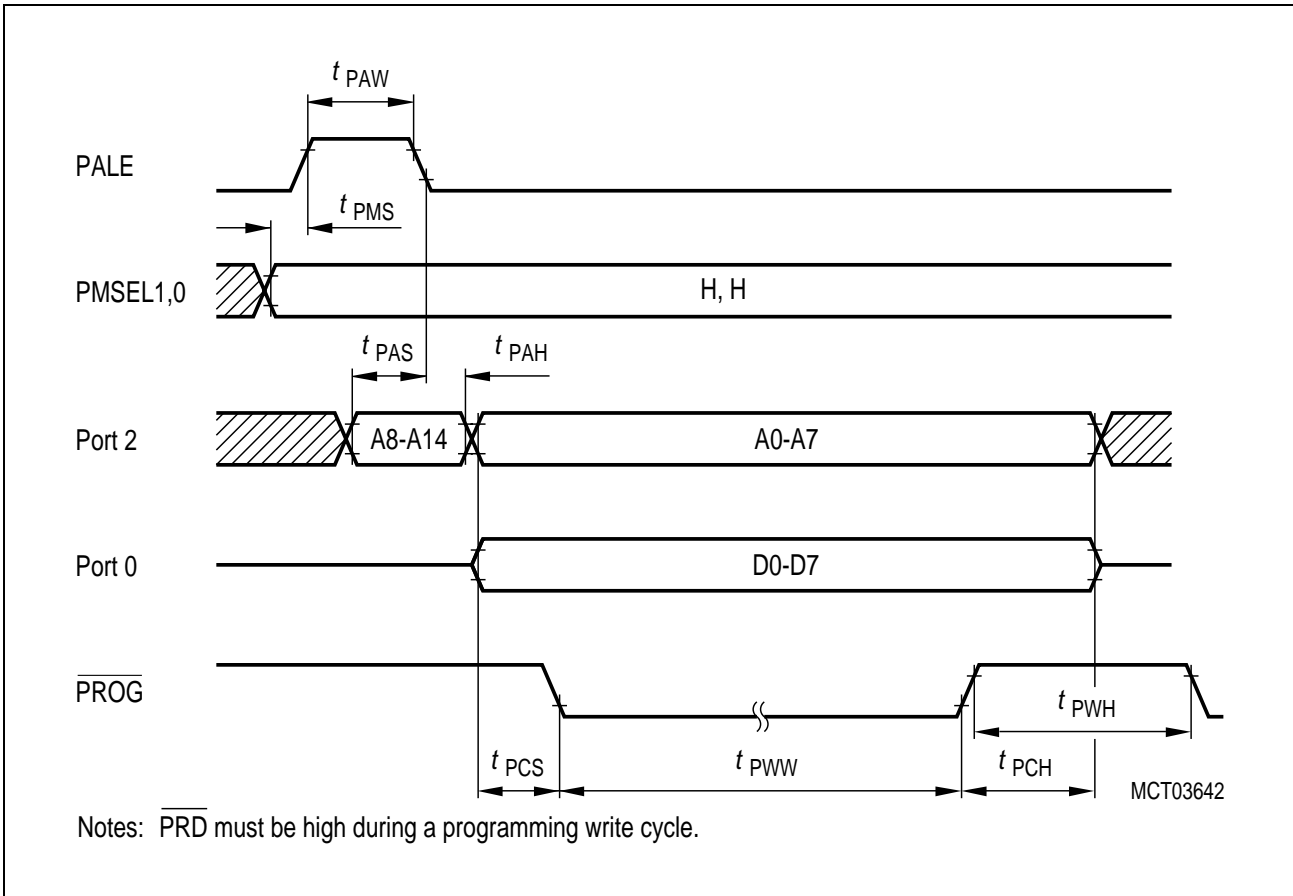 t PAW
PALE
t PMS
PMSEL1,0
H, H
t PAS
t PAH
Port 2
A8-A14
A0-A7
Port 0
D0-D7
PROG
t PWH
t PCS
t PWW
t PCH
MCT03642
Notes: PRD must be high during a programming write cycle.